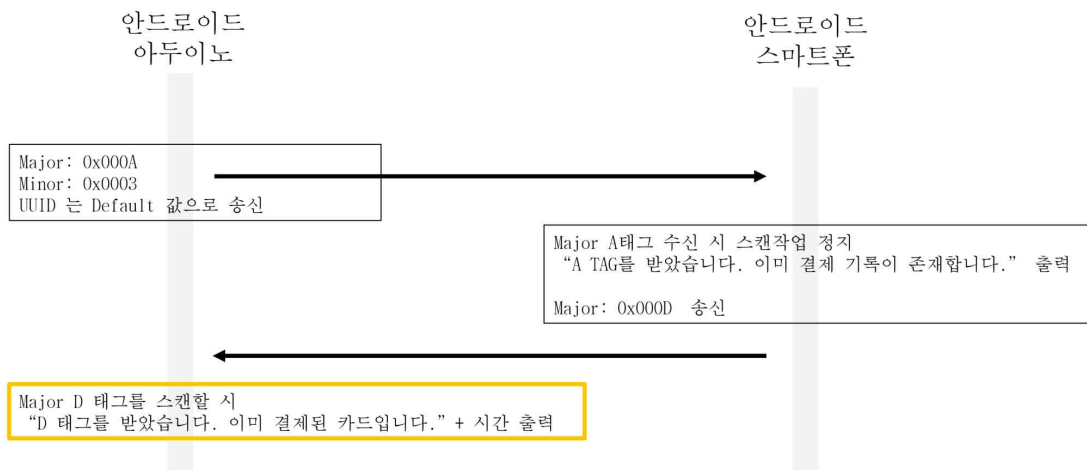 안드로이드
아두이노
안드로이드
스마트폰
Major: 0x000A
Minor: 0x0003
UUID 는 Default 값으로 송신
Major A태그 수신 시 스캔작업 정지
“A TAG를 받았습니다. 이미 결제 기록이 존재합니다.” 출력
Major: 0x000D 송신
Major D 태그를 스캔할 시
“D 태그를 받았습니다. 이미 결제된 카드입니다.”+ 시간 출력